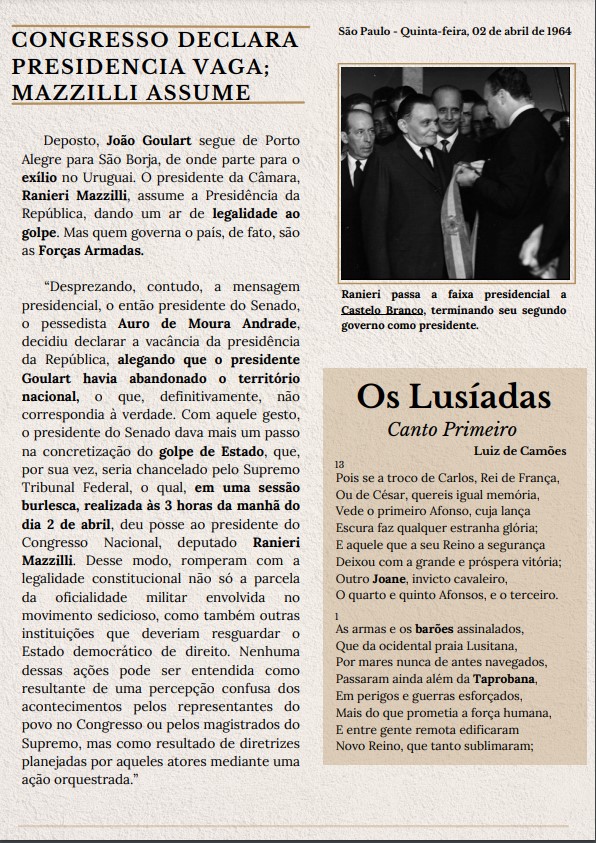 CONGRESSO DECLARA
PRESIDENCIA VAGA;
MAZZILLI ASSUME
Deposto, João Goulart segue de Porto
Alegre para São Borja, de onde parte para o
exílio no Uruguai. O presidente da Câmara,
Ranieri Mazzilli, assume a Presidência da
República, dando um ar de legalidade ao
golpe. Mas quem governa o país, de fato, são
as Forças Armadas.
“Desprezando, contudo, a mensagem
presidencial, o então presidente do Senado,
o pessedista Auro de Moura Andrade,
decidiu declarar a vacância da presidência
da República, alegando que o presidente
Goulart havia abandonado o território
nacional, o que, definitivamente, não
correspondia à verdade. Com aquele gesto,
o presidente do Senado dava mais um passo
na concretização do golpe de Estado, que,
por sua vez, seria chancelado pelo Supremo
Tribunal Federal, o qual, em uma sessão
burlesca, realizada às 3 horas da manhã do
dia 2 de abril, deu posse ao presidente do
Congresso Nacional, deputado Ranieri
Mazzilli. Desse modo, romperam com a
legalidade constitucional não só a parcela
da oficialidade militar envolvida no
movimento sedicioso, como também outras
instituições que deveriam resguardar o
Estado democrático de direito. Nenhuma
dessas ações pode ser entendida como
resultante de uma percepção confusa dos
acontecimentos pelos representantes do
povo no Congresso ou pelos magistrados do
Supremo, mas como resultado de diretrizes
planejadas por aqueles atores mediante uma
ação orquestrada.”
São Paulo - Quinta-feira, 02 de abril de 1964
Ranieri passa a faixa presidencial a
Castelo Branco, terminando seu segundo
governo como presidente.
Os Lusíadas
Canto Primeiro
Luiz de Camões
13
Pois se a troco de Carlos, Rei de França,
Ou de César, quereis igual memória,
Vede o primeiro Afonso, cuja lança
Escura faz qualquer estranha glória;
E aquele que a seu Reino a segurança
Deixou com a grande e próspera vitória;
Outro Joane, invicto cavaleiro,
O quarto e quinto Afonsos, e o terceiro.
1
As armas e os barões assinalados,
Que da ocidental praia Lusitana,
Por mares nunca de antes navegados,
Passaram ainda além da Taprobana,
Em perigos e guerras esforçados,
Mais do que prometia a força humana,
E entre gente remota edificaram
Novo Reino, que tanto sublimaram;